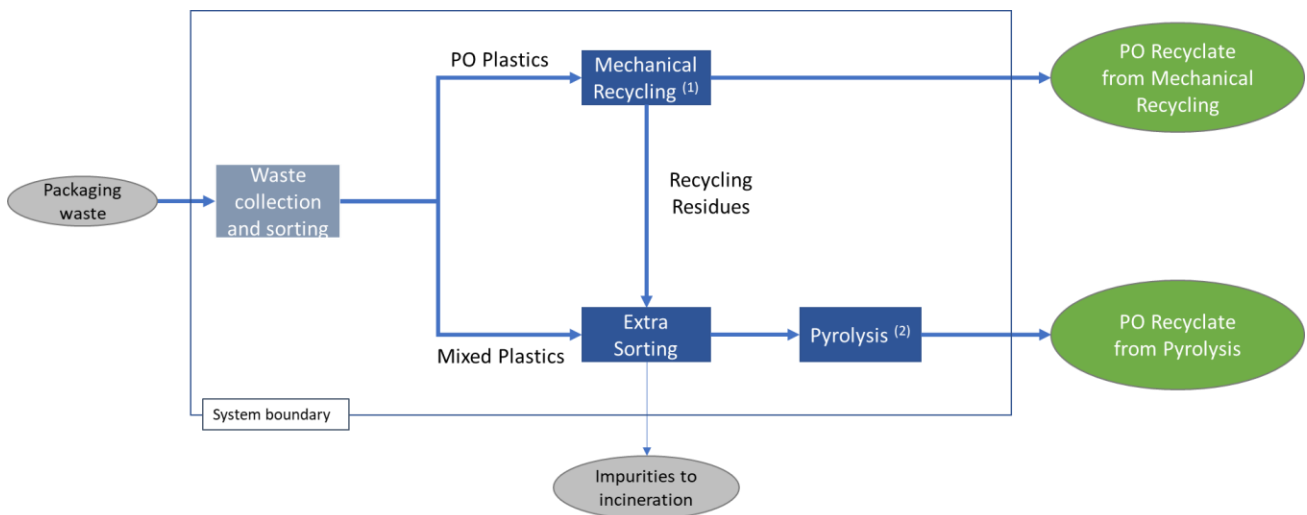 PO Plastics
Mechanical
Recycling (1)
PO Recyclate
from Mechanical
Recycling
Packaging
waste
Waste
collection
and sorting
Recycling
Residues
Mixed Plastics
Extra
Sorting
Pyrolysis (2)
PO Recyclate
from Pyrolysis
System boundary
Impurities to
incineration